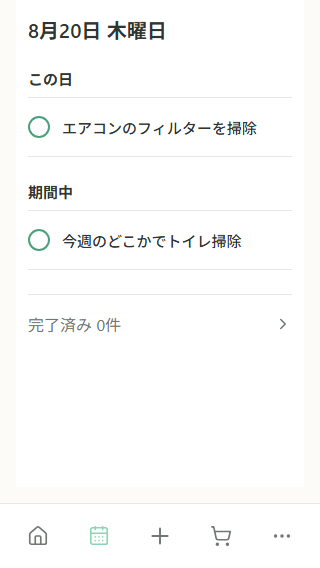 8月20日 木曜日
この日
エアコンのフィルターを掃除
期間中
今週のどこかでトイレ掃除
完了済み 0件